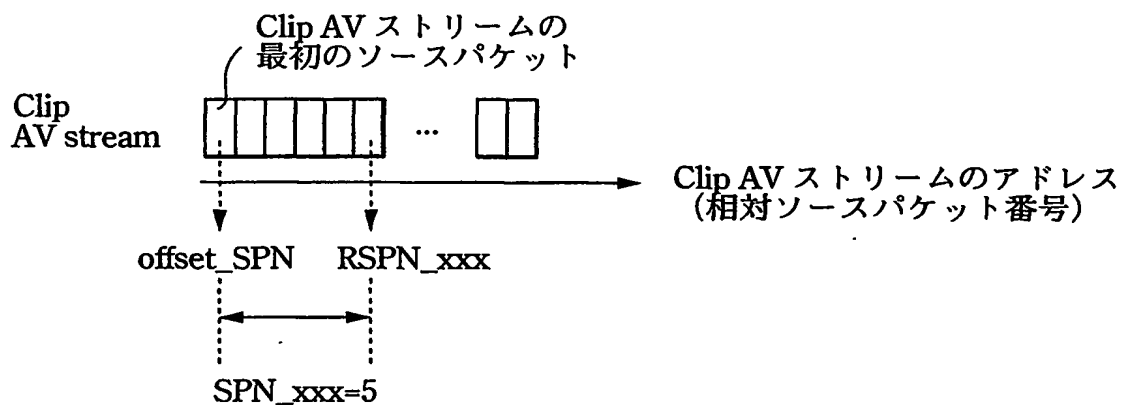 Clip AV ストリームの
最初のソースパケット
Clip
AV stream
...
Clip AV ストリームのアドレス
（相対ソースパケット番号）
offset_SPN RSPN_xxx
SPN_xxx=5